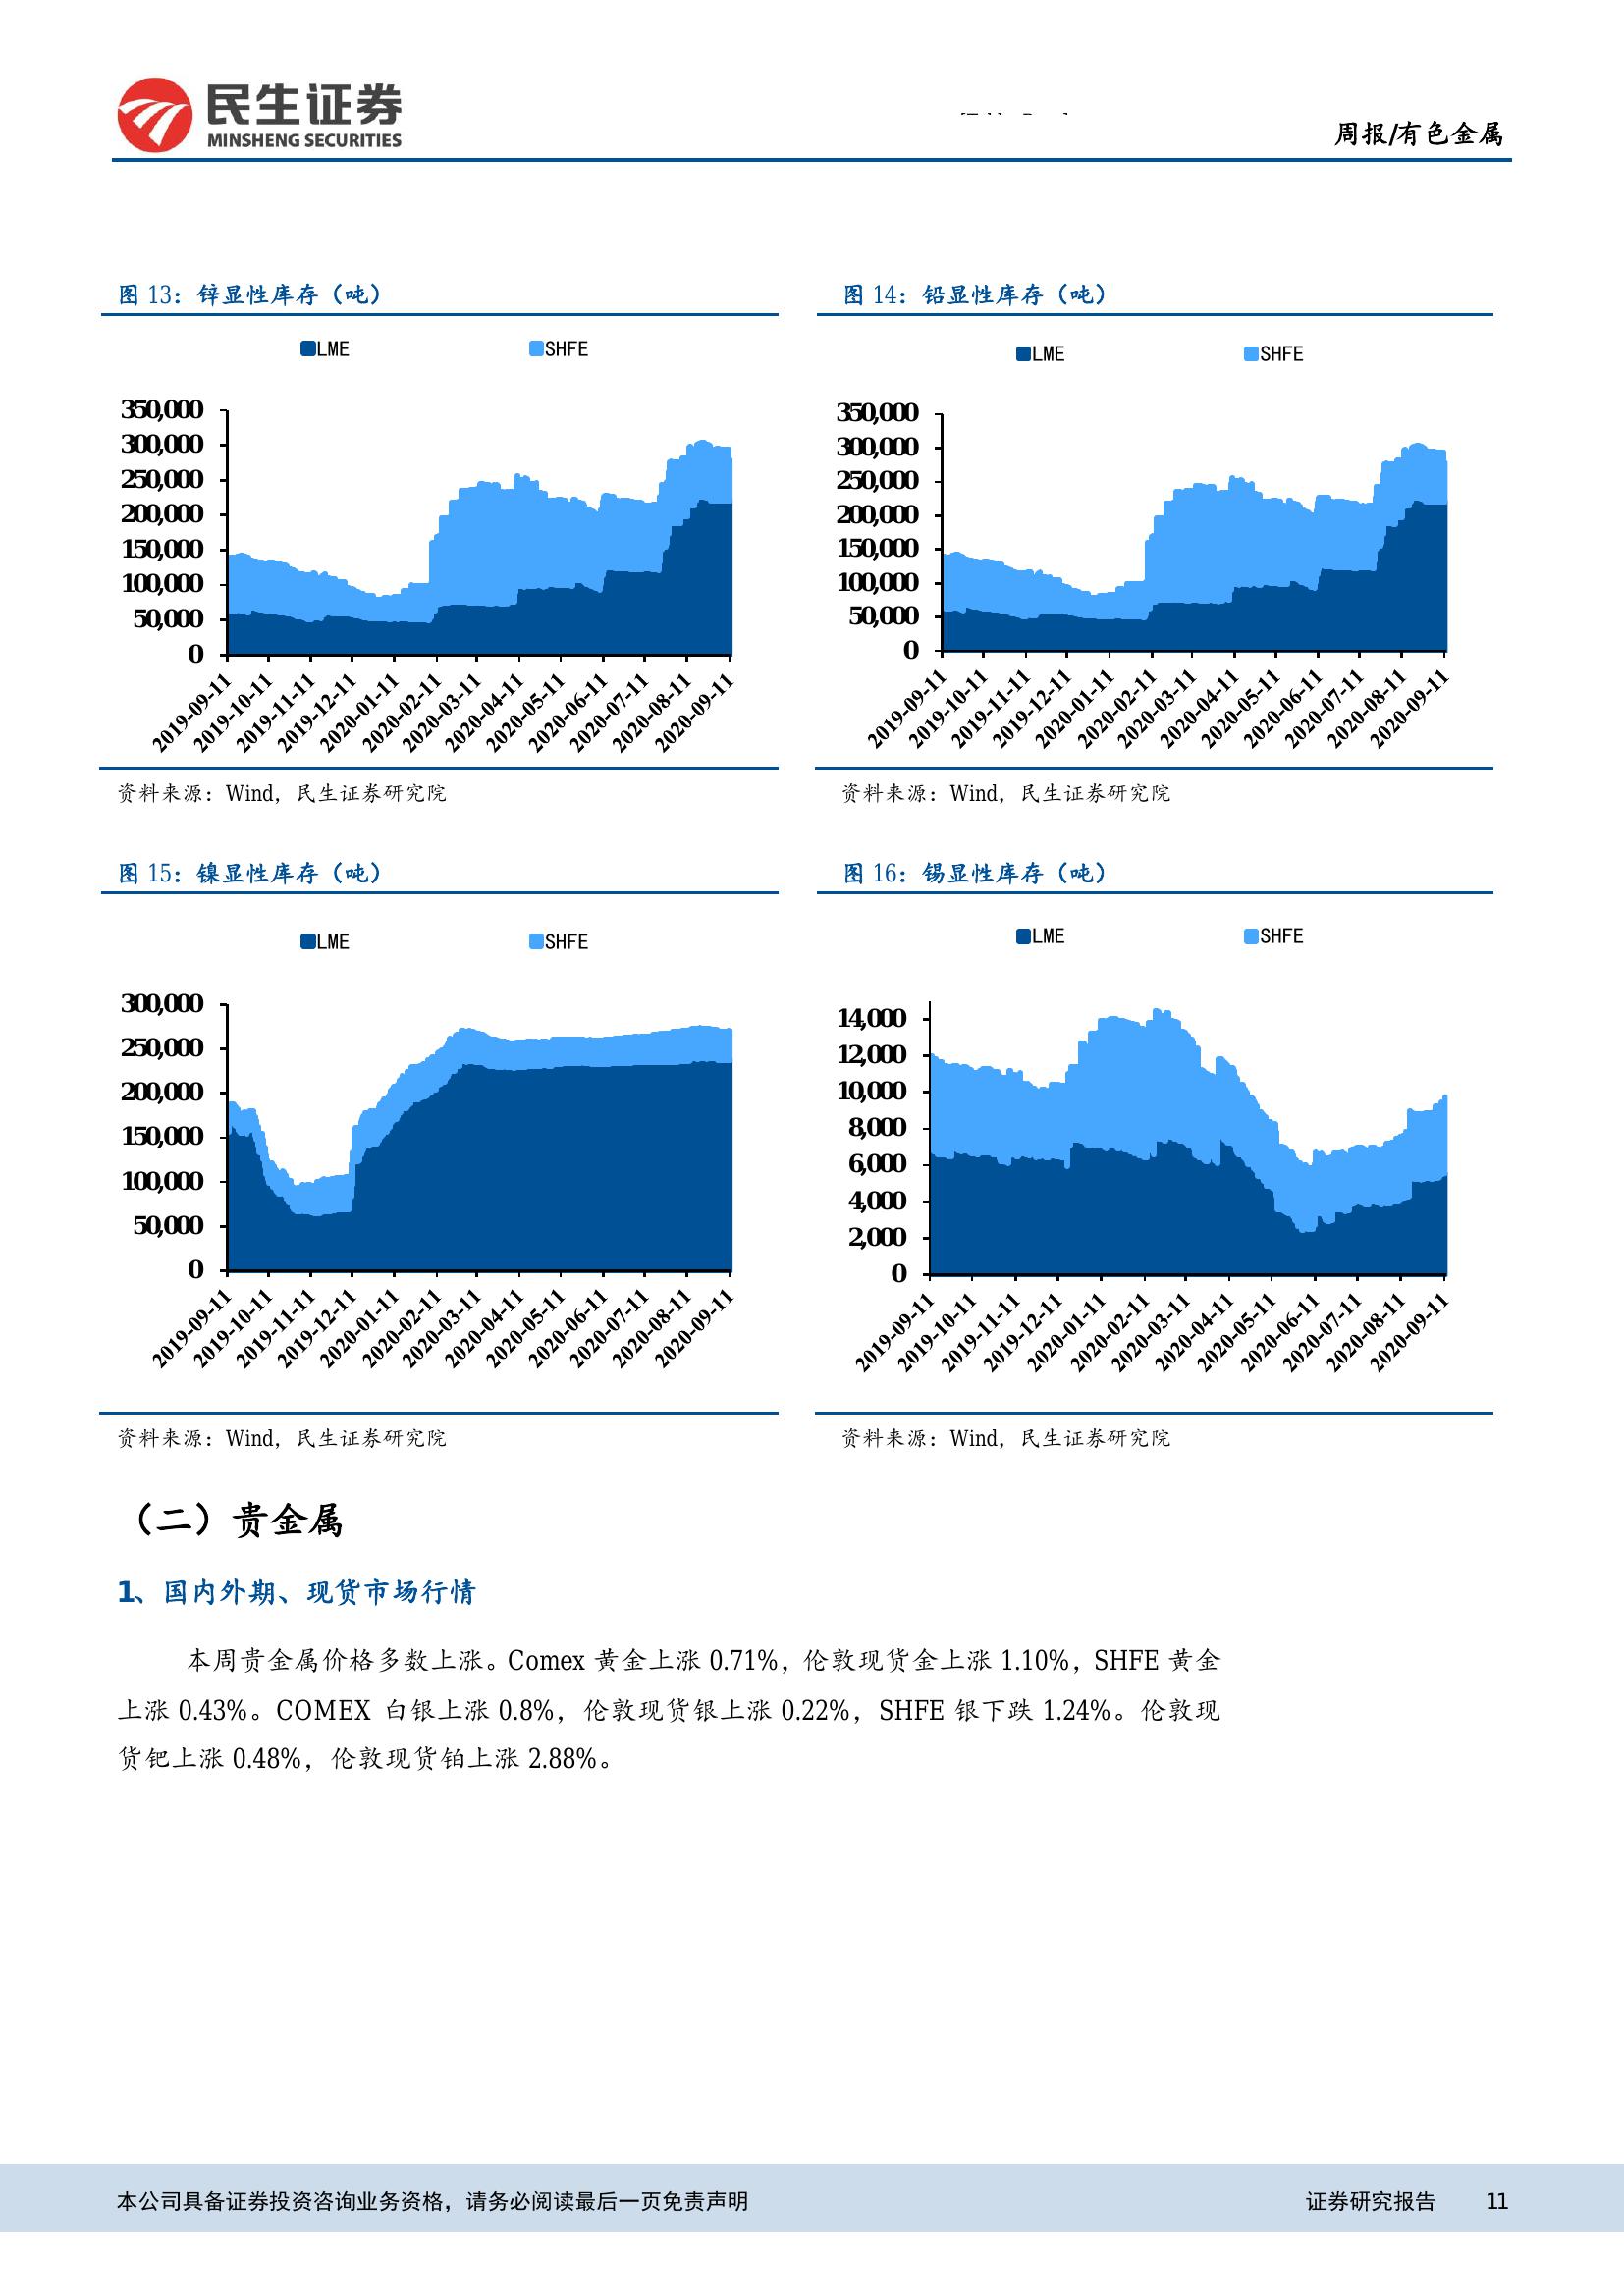 民生证券
MINSHENG SECURITIES
周报/有色金属
图 13：锌显性库存（吨）
LME SHFE
350,000
300,000
250,000
200,000
150,000
100,000
50,000
0
2019-09-11 2019-10-11 2019-11-11 2019-12-11 2020-01-11 2020-02-11 2020-03-11 2020-04-11 2020-05-11 2020-06-11 2020-07-11 2020-08-11 2020-09-11
资料来源：Wind，民生证券研究院
图 14：铅显性库存（吨）
LME SHFE
350,000
300,000
250,000
200,000
150,000
100,000
50,000
0
2019-09-11 2019-10-11 2019-11-11 2019-12-11 2020-01-11 2020-02-11 2020-03-11 2020-04-11 2020-05-11 2020-06-11 2020-07-11 2020-08-11 2020-09-11
资料来源：Wind，民生证券研究院
图 15：镍显性库存（吨）
LME SHFE
300,000
250,000
200,000
150,000
100,000
50,000
0
2019-09-11 2019-10-11 2019-11-11 2019-12-11 2020-01-11 2020-02-11 2020-03-11 2020-04-11 2020-05-11 2020-06-11 2020-07-11 2020-08-11 2020-09-11
资料来源：Wind，民生证券研究院
图 16：锡显性库存（吨）
LME SHFE
14,000
12,000
10,000
8,000
6,000
4,000
2,000
0
2019-09-11 2019-10-11 2019-11-11 2019-12-11 2020-01-11 2020-02-11 2020-03-11 2020-04-11 2020-05-11 2020-06-11 2020-07-11 2020-08-11 2020-09-11
资料来源：Wind，民生证券研究院
（二）贵金属
1、国内外期、现货市场行情
本周贵金属价格多数上涨。Comex 黄金上涨 0.71%，伦敦现货金上涨 1.10%，SHFE 黄金
上涨 0.43%。COMEX 白银上涨 0.8%，伦敦现货银上涨 0.22%，SHFE 银下跌 1.24%。伦敦现
货钯上涨 0.48%，伦敦现货铂上涨 2.88%。
本公司具备证券投资咨询业务资格，请务必阅读最后一页免责声明
证券研究报告 11